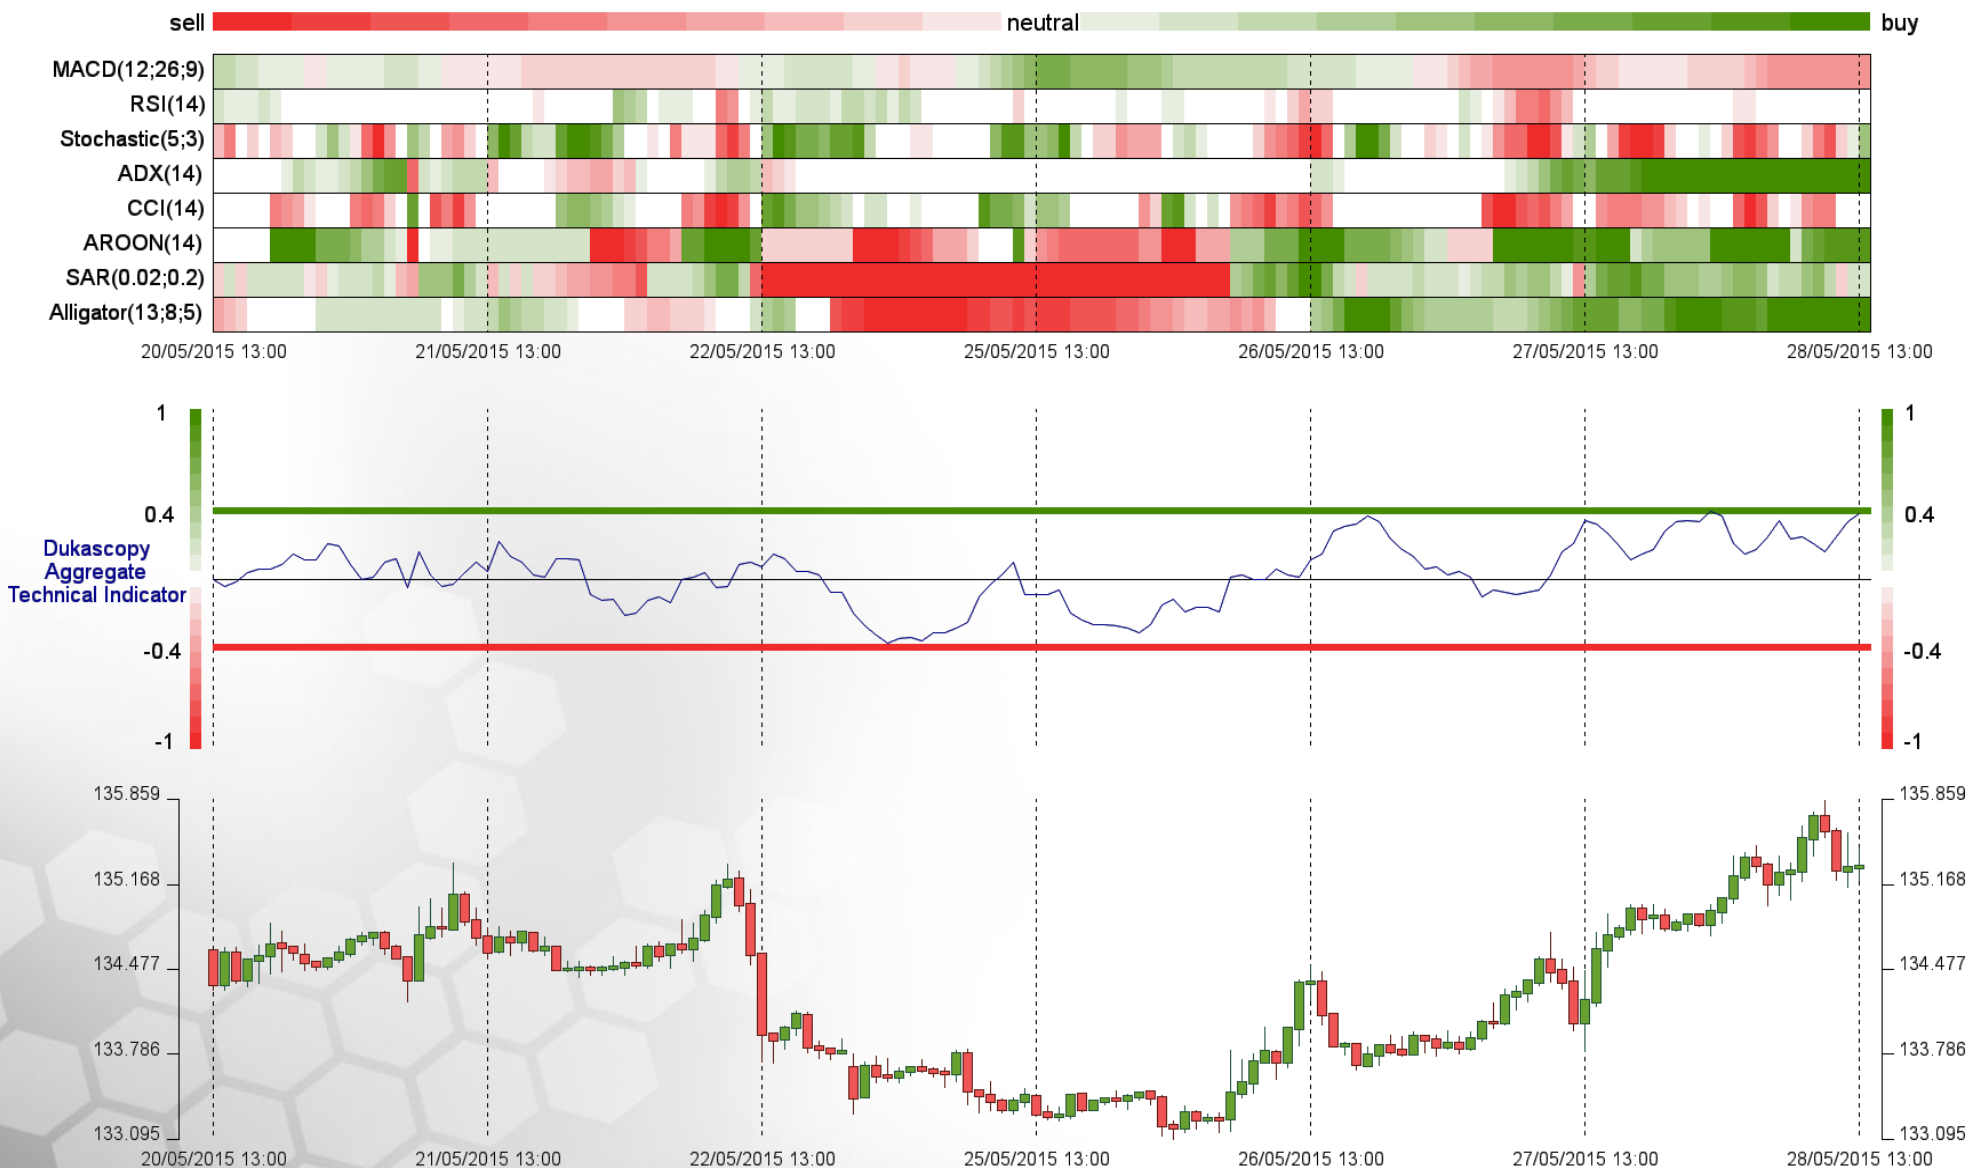 sell neutral buy
MACD(12;26;9)
RSI(14)
Stochastic(5;3)
ADX(14)
CCI(14)
AROON(14)
SAR(0.02;0.2)
Alligator(13;8;5)
20/05/2015 13:00 21/05/2015 13:00 22/05/2015 13:00 25/05/2015 13:00 26/05/2015 13:00 27/05/2015 13:00 28/05/2015 13:00
1 1
0.4 0.4
Dukascopy
Aggregate
Technical Indicator
-0.4 -0.4
-1 -1
135.859 135.859
135.168 135.168
134.477 134.477
133.786 133.786
133.095 133.095
20/05/2015 13:00 21/05/2015 13:00 22/05/2015 13:00 25/05/2015 13:00 26/05/2015 13:00 27/05/2015 13:00 28/05/2015 13:00